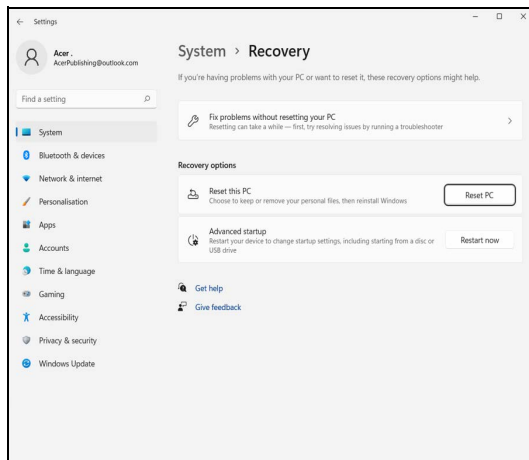 Settings
Acer .
AcerPublishing@outlook.com
Find a setting
System
Bluetooth & devices
Network & internet
Personalisation
Apps
Accounts
Time & language
Gaming
Accessibility
Privacy & security
Windows Update
System > Recovery
If you're having problems with your PC or want to reset it, these recovery options might help.
Fix problems without resetting your PC
Resetting can take a while — first, try resolving issues by running a troubleshooter
Recovery options
Reset this PC
Choose to keep or remove your personal files, then reinstall Windows
Reset PC
Advanced startup
Restart your device to change startup settings, including starting from a disc or
USB drive
Restart now
Get help
Give feedback